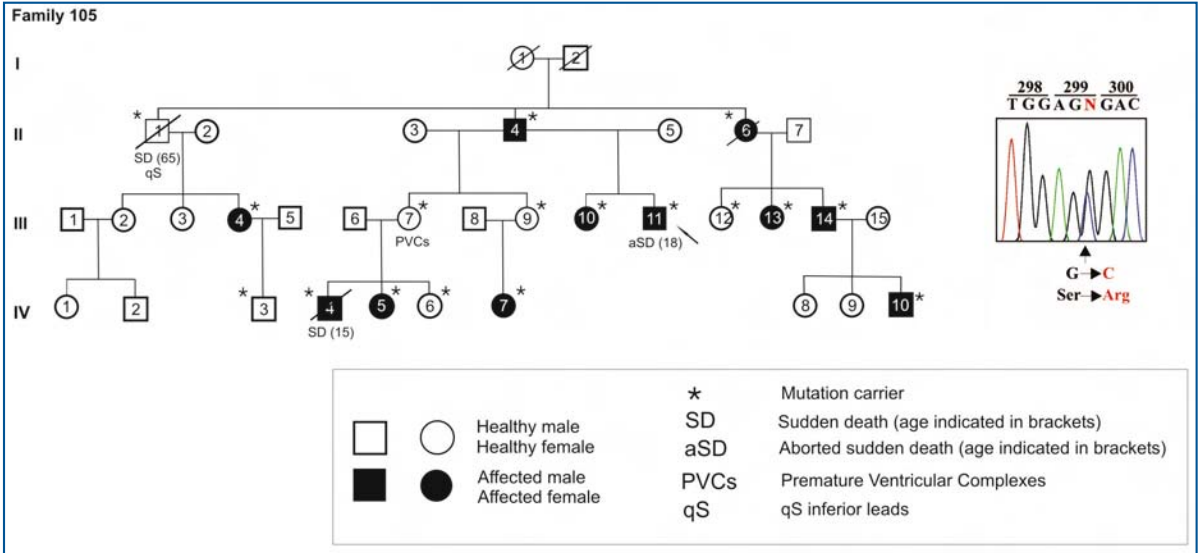 Family 105
I
1 2
II
* 1 2 3 4 * 5 * 6 7
SD (65)
qS
III
1 2 3 4 * 5 6 7 * 8 9 * 10 * 11 * 12 * 13 * 14 * 15
PVCs
aSD (18)
IV
1 2 * 3 * 4 5 * 6 * 7 * 8 9 10 *
SD (15)
298 299 300
T G G A G N G A C
G C
Ser Arg
Healthy male
Healthy female
Affected male
Affected female
* Mutation carrier
SD Sudden death (age indicated in brackets)
aSD Aborted sudden death (age indicated in brackets)
PVCs Premature Ventricular Complexes
qS qS inferior leads